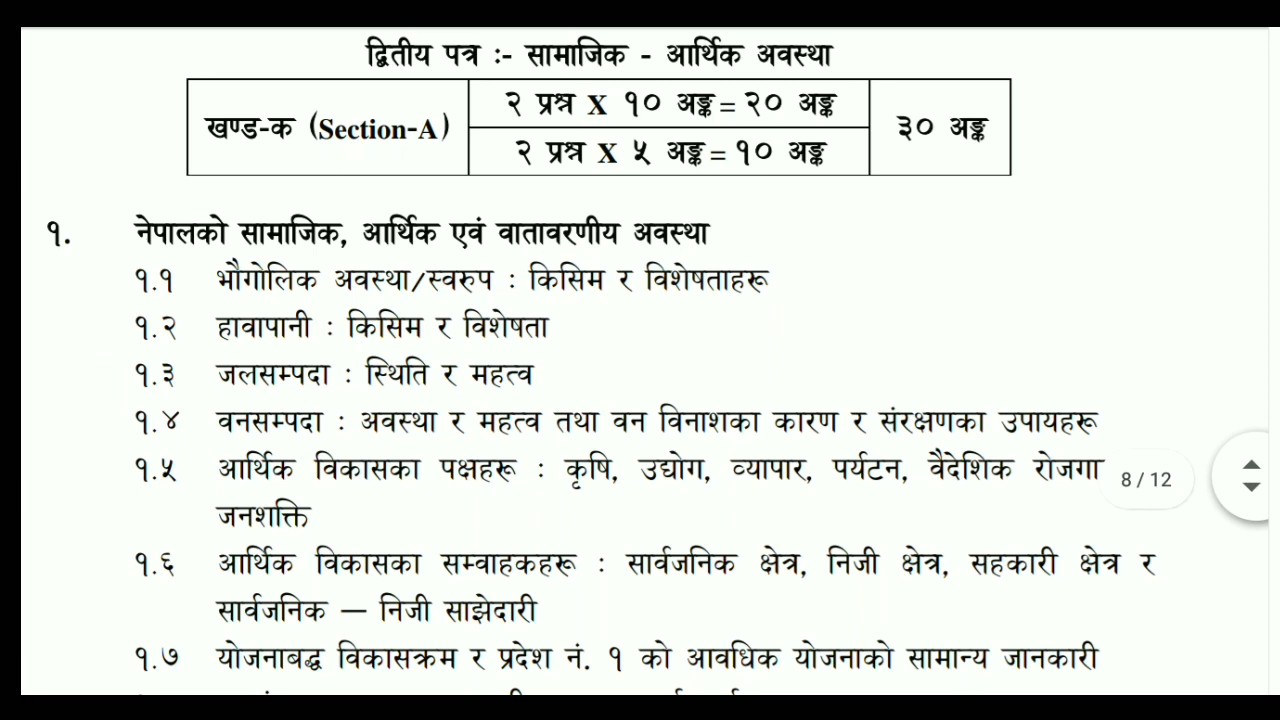 द्वितीय पत्र :- सामाजिक - आर्थिक अवस्था
खण्ड-क (Section-A)
२ प्रश्न X १० अङ्क = २० अङ्क
२ प्रश्न X ५ अङ्क = १० अङ्क
३० अङ्क
१. नेपालको सामाजिक, आर्थिक एवं वातावरणीय अवस्था
१.१ भौगोलिक अवस्था/स्वरुप : किसिम र विशेषताहरू
१.२ हावापानी : किसिम र विशेषता
१.३ जलसम्पदा : स्थिति र महत्व
१.४ वनसम्पदा : अवस्था र महत्व तथा वन विनाशका कारण र संरक्षणका उपायहरू
१.५ आर्थिक विकासका पक्षहरू : कृषि, उद्योग, व्यापार, पर्यटन, वैदेशिक रोजगा
8 / 12
जनशक्ति
१.६ आर्थिक विकासका सम्वाहकहरू : सार्वजनिक क्षेत्र, निजी क्षेत्र, सहकारी क्षेत्र र
सार्वजनिक — निजी साझेदारी
१.७ योजनाबद्ध विकासक्रम र प्रदेश नं. १ को आवधिक योजनाको सामान्य जानकारी